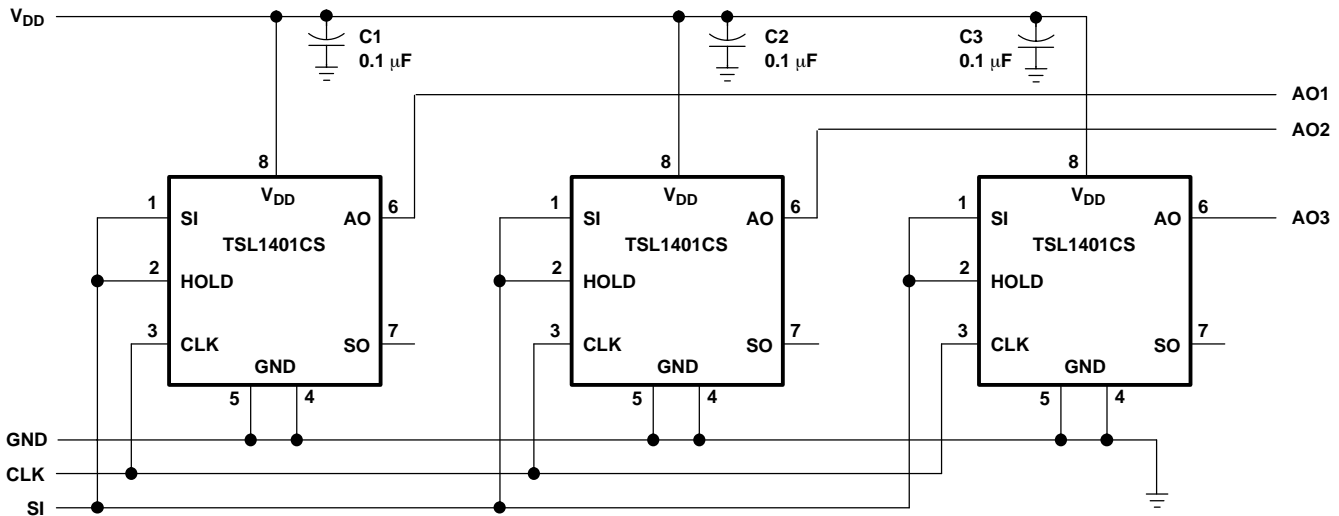 VDD
C1
0.1 μF
C2
0.1 μF
C3
0.1 μF
AO1
AO2
8
8
8
VDD
VDD
VDD
1
SI
AO
6
1
SI
AO
6
1
SI
AO
6
AO3
TSL1401CS
TSL1401CS
TSL1401CS
2
HOLD
2
HOLD
2
HOLD
3
CLK
SO
7
3
CLK
SO
7
3
CLK
SO
7
GND
GND
GND
5
4
5
4
5
4
GND
CLK
SI